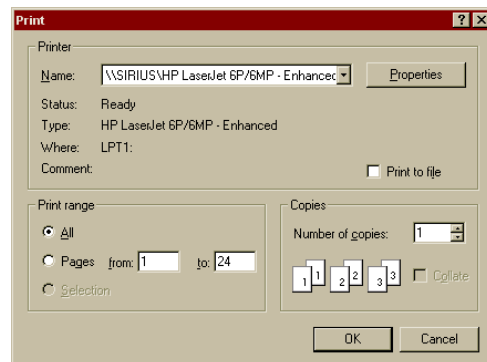 Print
Printer
Name: \\SIRIUS\HP LaserJet 6P/6MP - Enhanced Properties
Status: Ready
Type: HP LaserJet 6P/6MP - Enhanced
Where: LPT1:
Comment: Print to file
Print range
All
Pages from: 1 to: 24
Selection
Copies
Number of copies: 1
1 1 2 2 3 3 Collate
OK Cancel